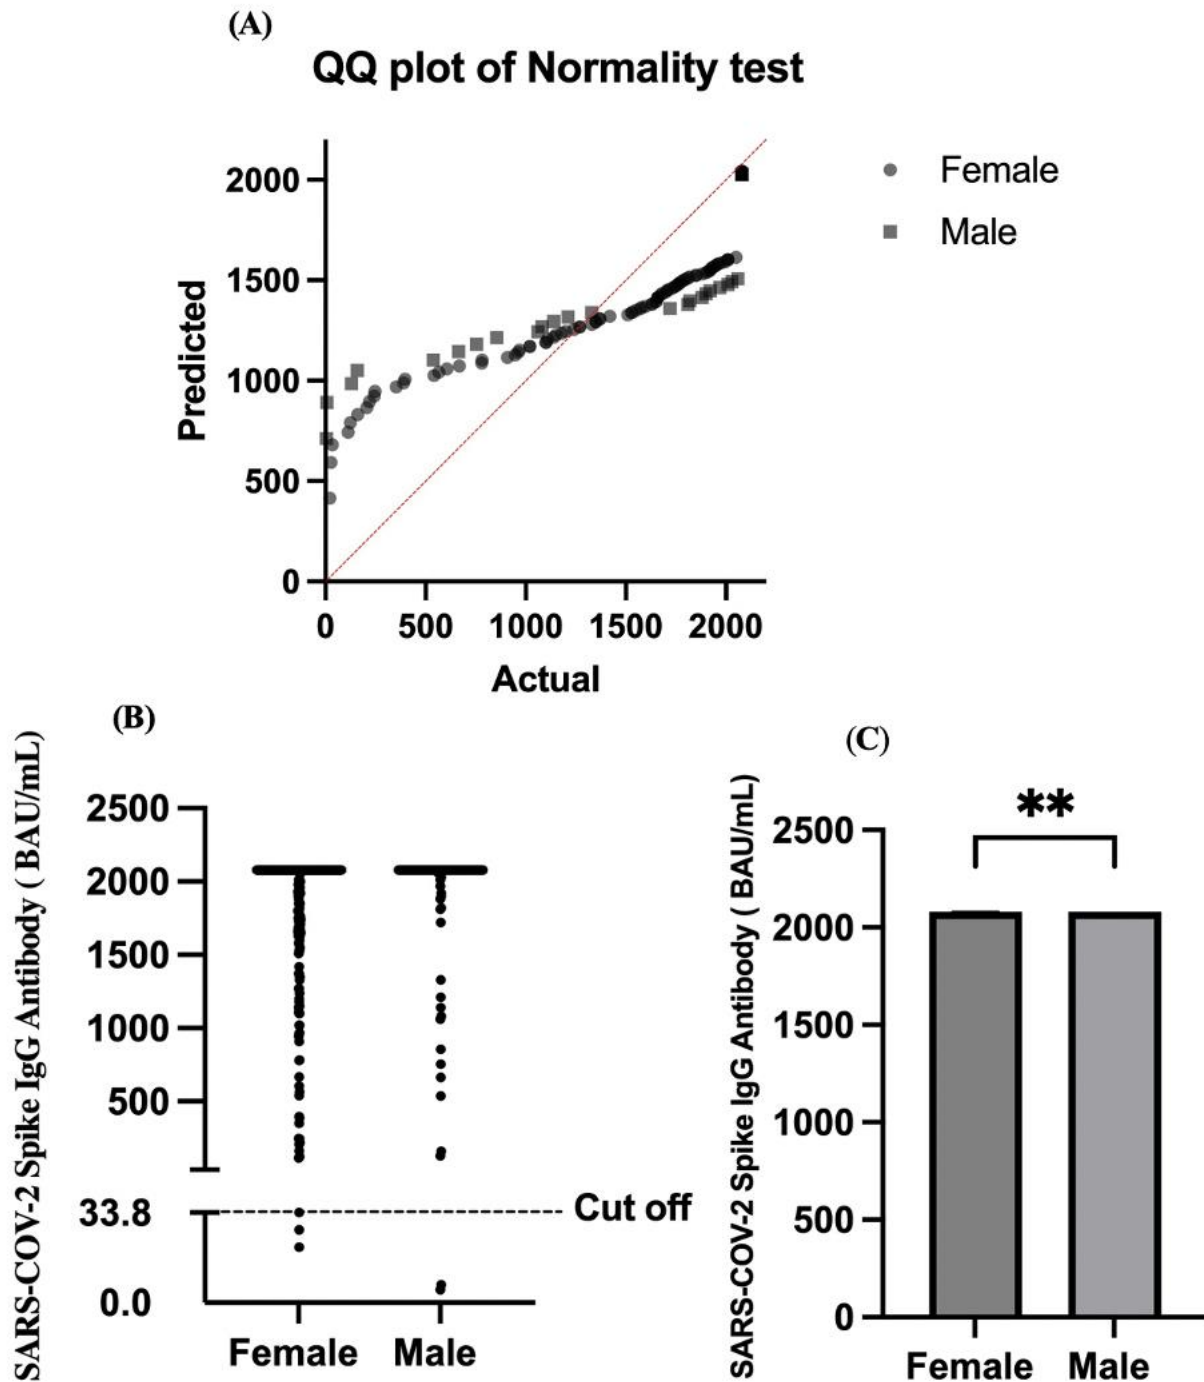 (A)
QQ plot of Normality test
Female
Male
Predicted
2000
1500
1000
500
0
0 500 1000 1500 2000
Actual
(B)
SARS-COV-2 Spike IgG Antibody ( BAU/mL)
2500
2000
1500
1000
500
33.8
Cut off
0.0
Female Male
(C)
SARS-COV-2 Spike IgG Antibody ( BAU/mL)
**
2500
2000
1500
1000
500
0
Female Male